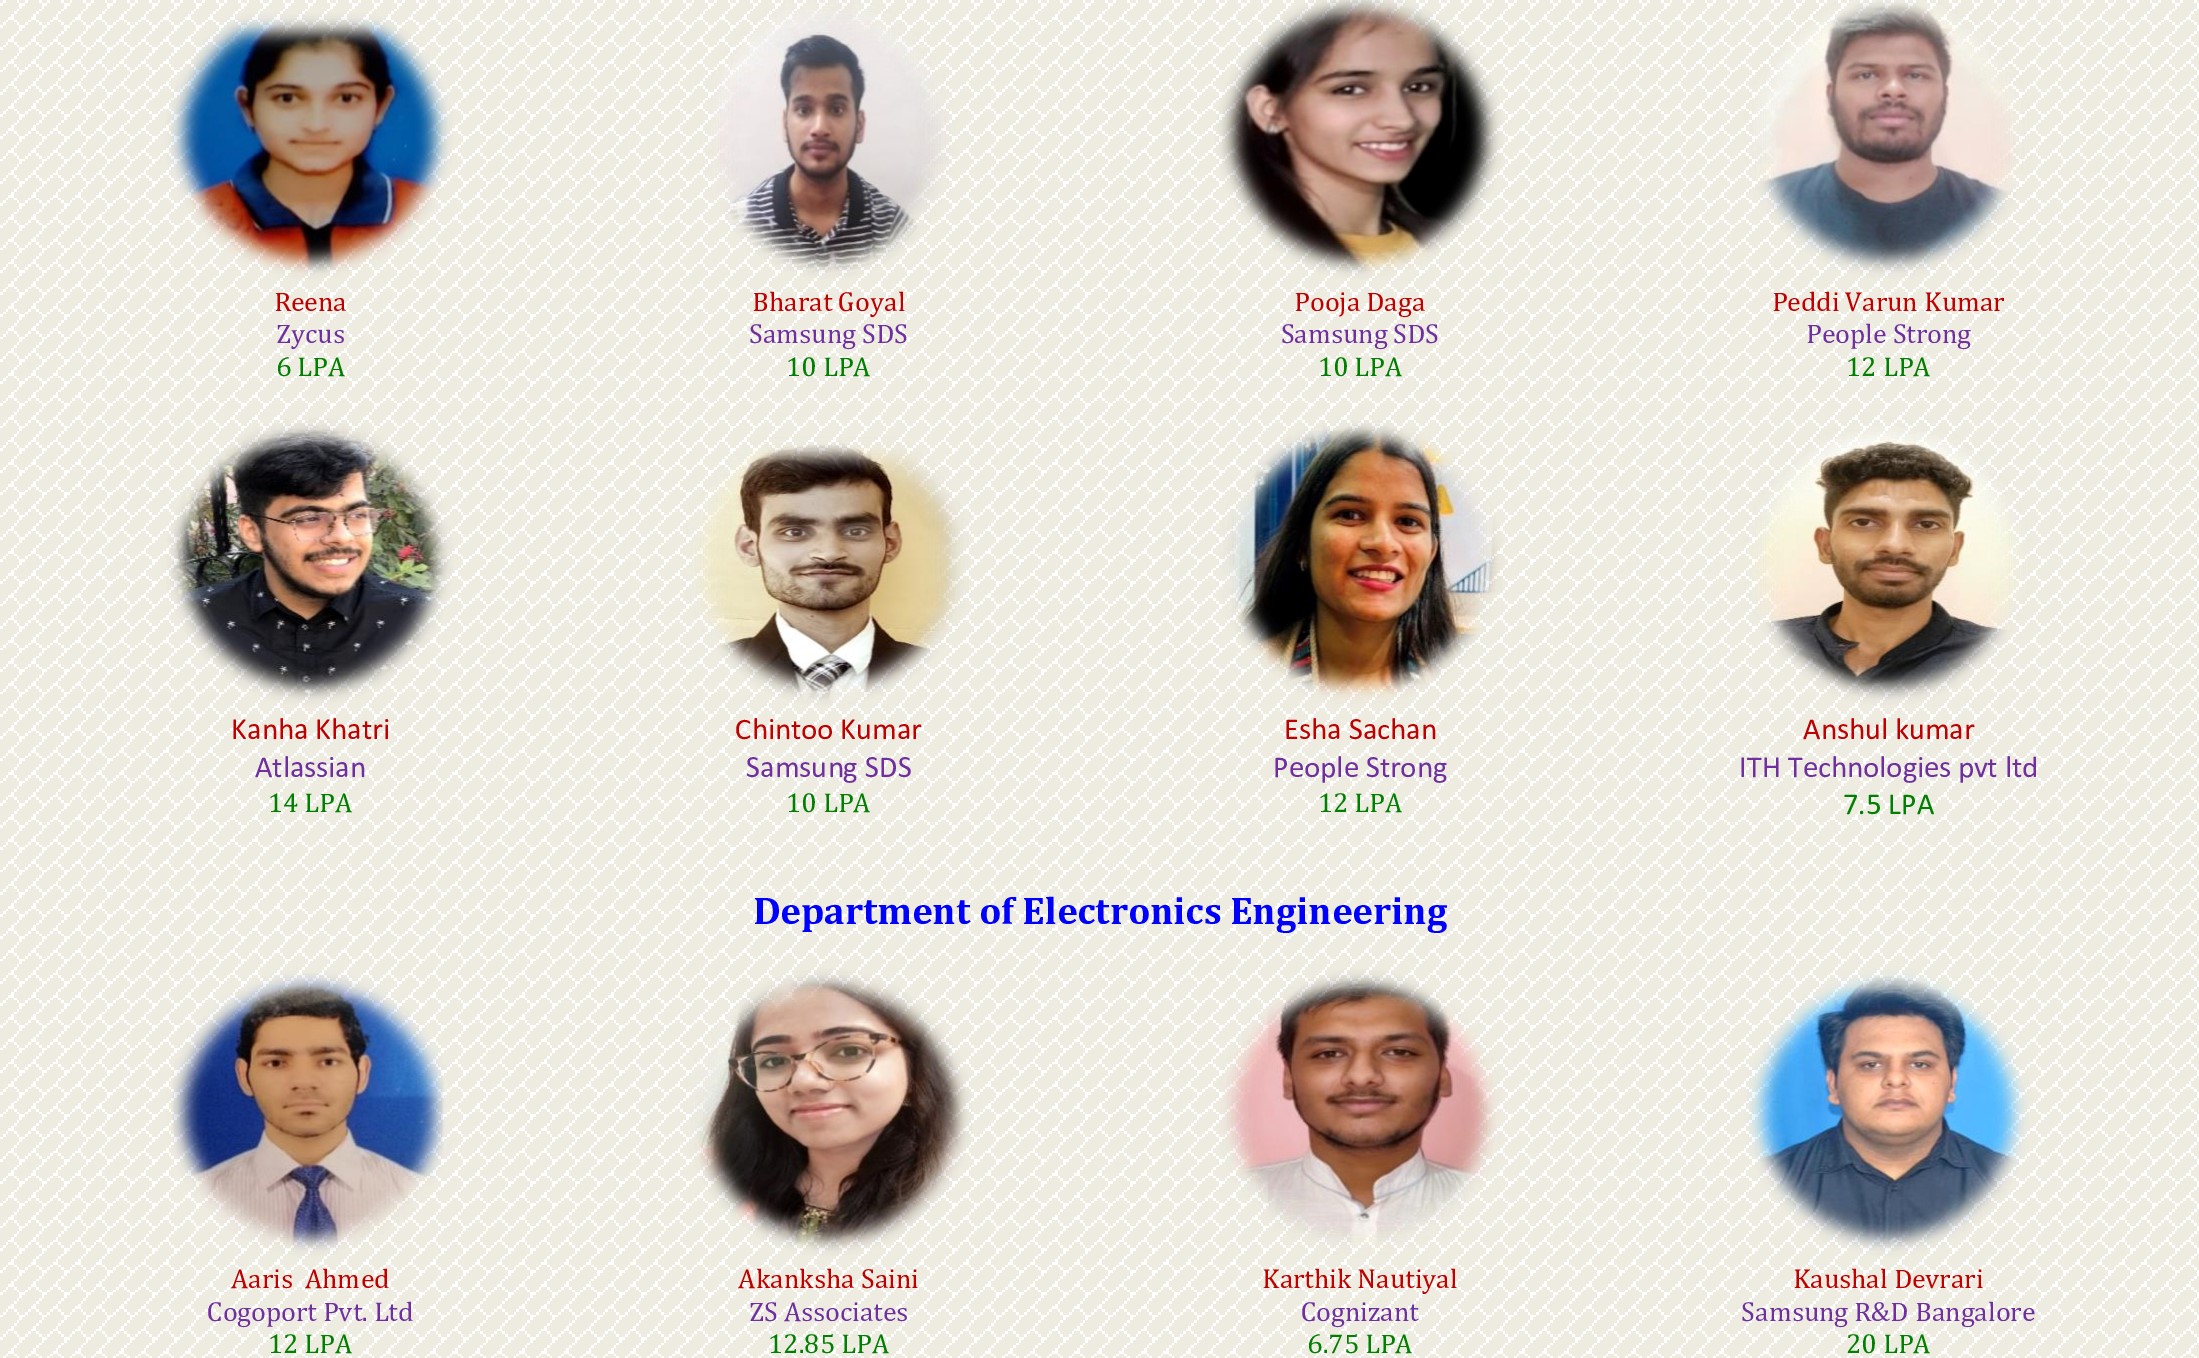 Reena
Zycus
6 LPA
Bharat Goyal
Samsung SDS
10 LPA
Pooja Daga
Samsung SDS
10 LPA
Peddi Varun Kumar
People Strong
12 LPA
Kanha Khatri
Atlassian
14 LPA
Chintoo Kumar
Samsung SDS
10 LPA
Esha Sachan
People Strong
12 LPA
Anshul kumar
ITH Technologies pvt ltd
7.5 LPA
Department of Electronics Engineering
Aaris  Ahmed
Cogoport Pvt. Ltd
12 LPA
Akanksha Saini
ZS Associates
12.85 LPA
Karthik Nautiyal
Cognizant
6.75 LPA
Kaushal Devrari
Samsung R&D Bangalore
20 LPA